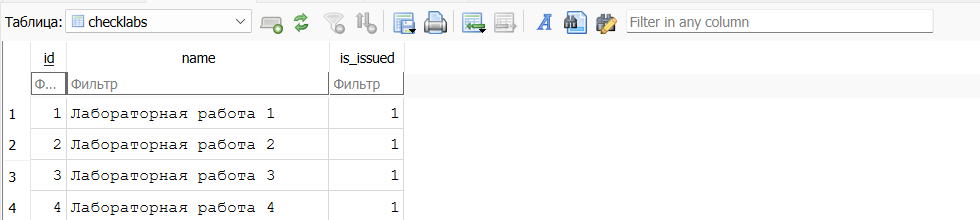 Таблица: checklabs Filter in any column
id name is_issued
Ф... Фильтр Фильтр
1 1 Лабораторная работа 1 1
2 2 Лабораторная работа 2 1
3 3 Лабораторная работа 3 1
4 4 Лабораторная работа 4 1